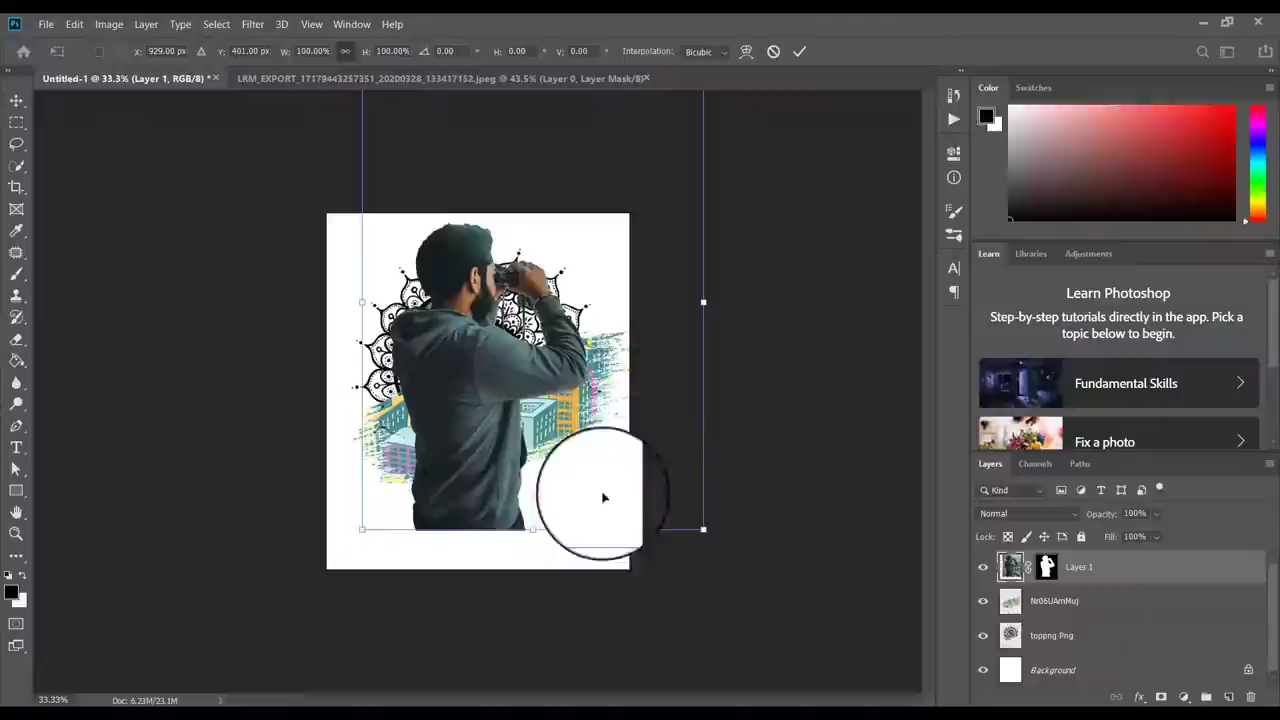 Ps File Edit Image Layer Type Select Filter 3D View Window Help
X: 929.00 px Y: 401.00 px W: 100.00% H: 100.00% 0.00 ° H: 0.00 ° V: 0.00 ° Interpolation: Bicubic
Untitled-1 @ 33.3% (Layer 1, RGB/8) * × LRM_EXPORT_17179443257351_20200328_133417152.jpeg @ 43.5% (Layer 0, Layer Mask/8) ×
Color Swatches
Learn Libraries Adjustments
Learn Photoshop
Step-by-step tutorials directly in the app. Pick a
topic below to begin.
Fundamental Skills
Fix a photo
Layers Channels Paths
Kind
Normal Opacity: 100%
Lock: Fill: 100%
Layer 1
Nr06UAmMuj
toppng Png
Background
33.33% Doc: 6.23M/23.1M